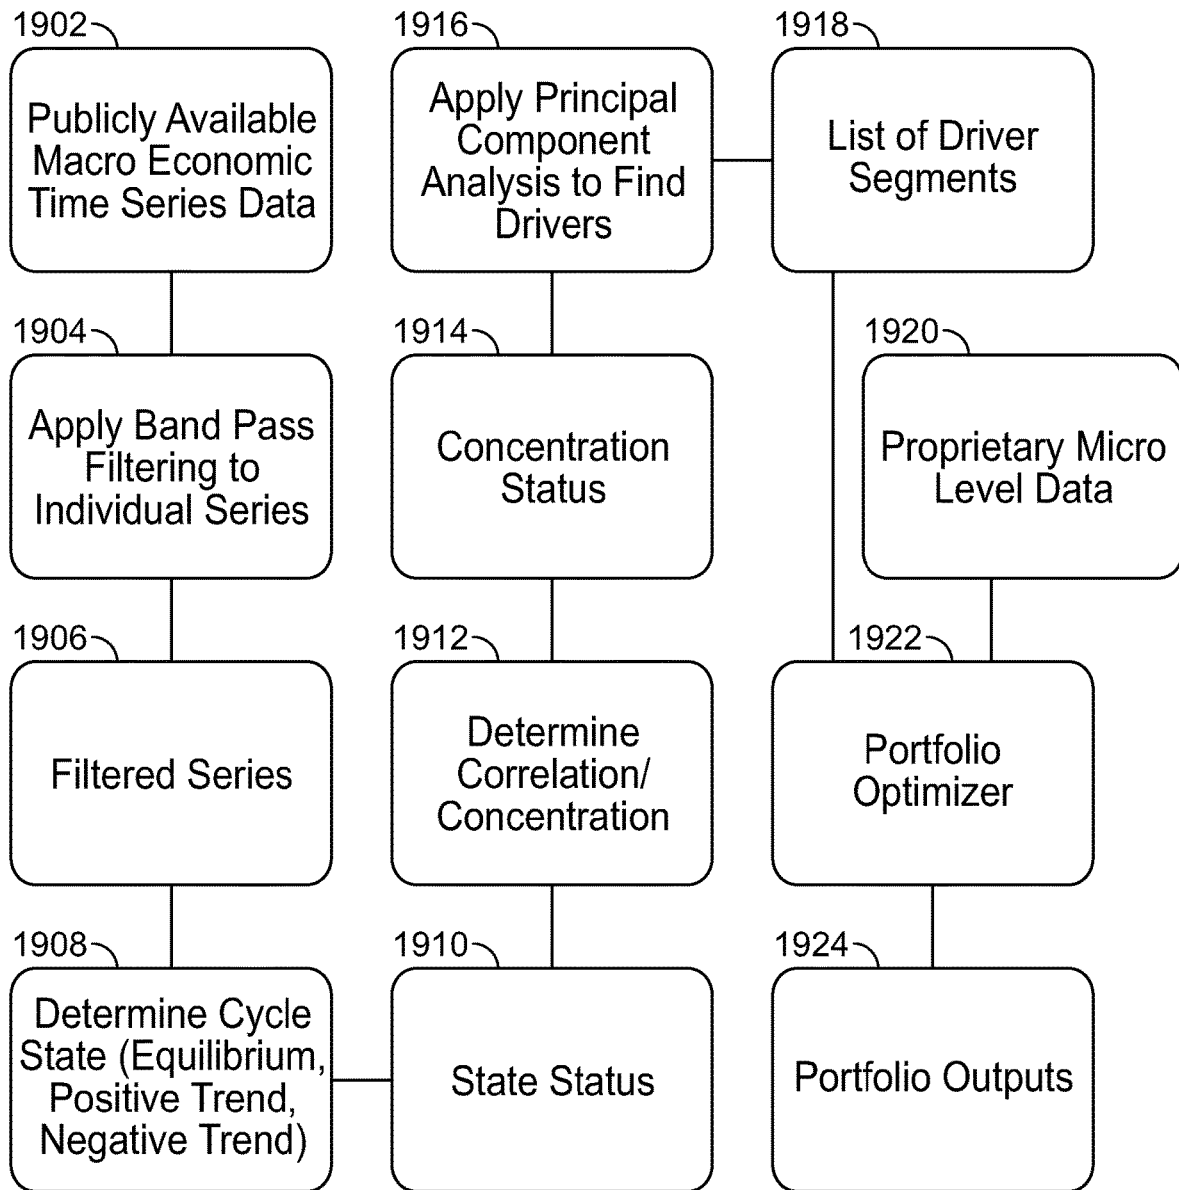 1902
Publicly Available
Macro Economic
Time Series Data
1904
Apply Band Pass
Filtering to
Individual Series
1906
Filtered Series
1908
Determine Cycle
State (Equilibrium,
Positive Trend,
Negative Trend)
1910
State Status
1912
Determine
Correlation/
Concentration
1914
Concentration
Status
1916
Apply Principal
Component
Analysis to Find
Drivers
1918
List of Driver
Segments
1920
Proprietary Micro
Level Data
1922
Portfolio
Optimizer
1924
Portfolio Outputs